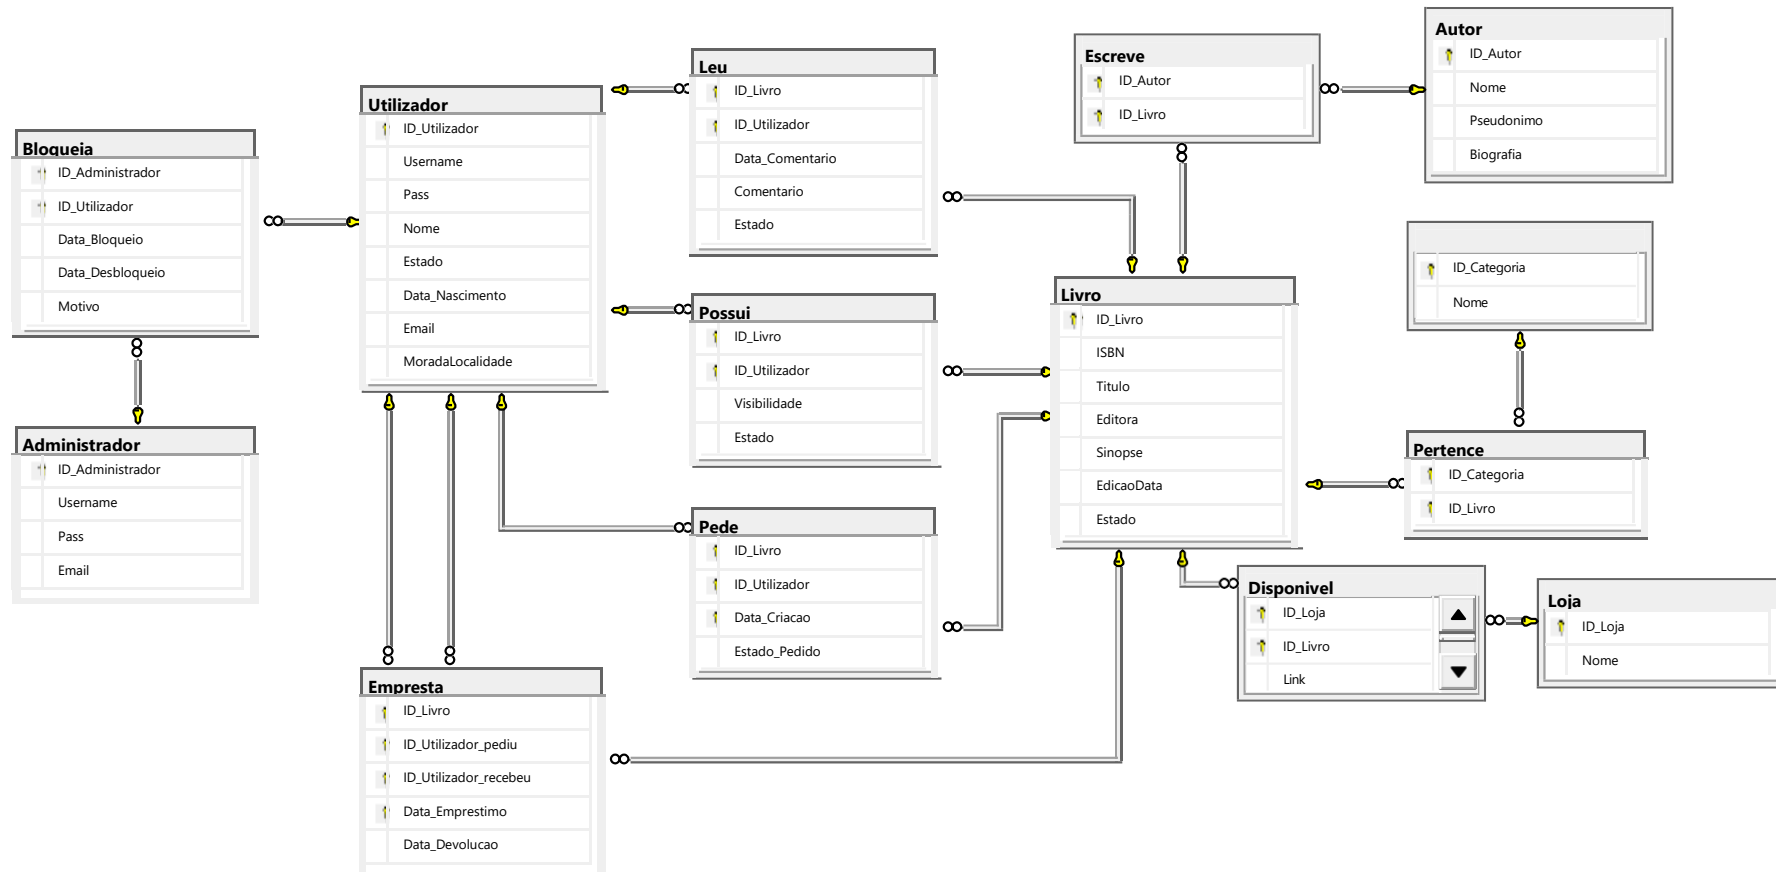 Bloqueia
ID_Administrador
ID_Utilizador
Data_Bloqueio
Data_Desbloqueio
Motivo
Administrador
ID_Administrador
Username
Pass
Email
Utilizador
ID_Utilizador
Username
Pass
Nome
Estado
Data_Nascimento
Email
MoradaLocalidade
Empresta
ID_Livro
ID_Utilizador_pediu
ID_Utilizador_recebeu
Data_Emprestimo
Data_Devolucao
Leu
ID_Livro
ID_Utilizador
Data_Comentario
Comentario
Estado
Possui
ID_Livro
ID_Utilizador
Visibilidade
Estado
Pede
ID_Livro
ID_Utilizador
Data_Criacao
Estado_Pedido
Escreve
ID_Autor
ID_Livro
Livro
ID_Livro
ISBN
Titulo
Editora
Sinopse
EdicaoData
Estado
Autor
ID_Autor
Nome
Pseudonimo
Biografia
ID_Categoria
Nome
Pertence
ID_Categoria
ID_Livro
Disponivel
ID_Loja
ID_Livro
Link
Loja
ID_Loja
Nome